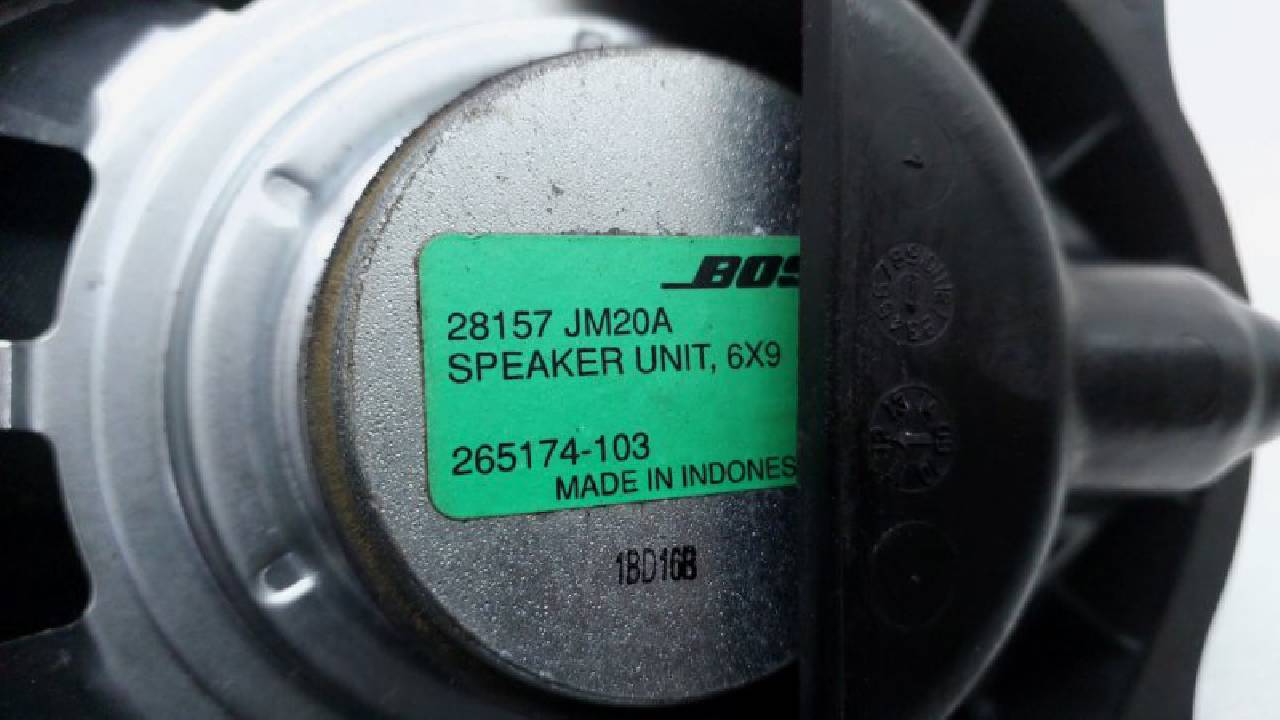 BOS
28157 JM20A
SPEAKER UNIT, 6X9
265174-103
MADE IN INDONES
1BD16B